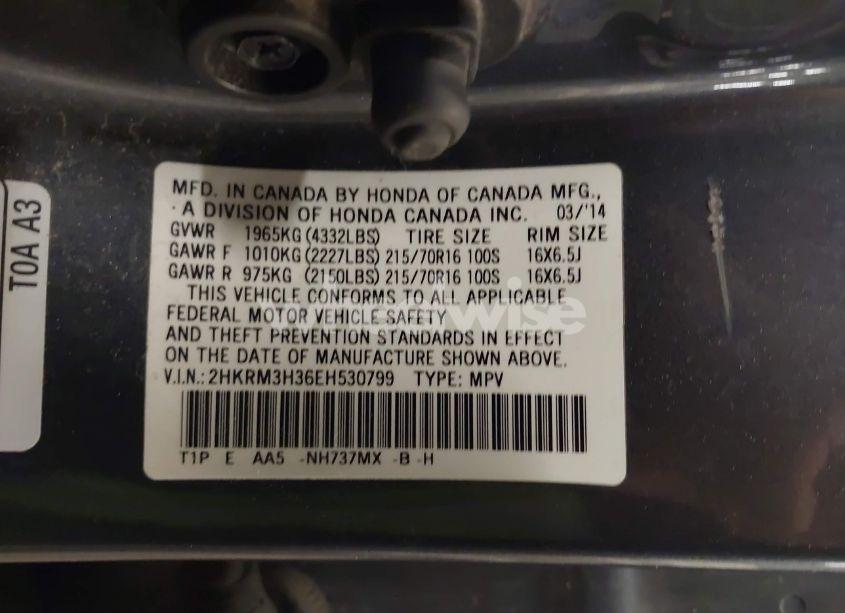 MFD. IN CANADA BY HONDA OF CANADA MFG.,
A DIVISION OF HONDA CANADA INC. 03/'14
GVWR 1965KG (4332LBS) TIRE SIZE RIM SIZE
GAWR F 1010KG (2227LBS) 215/70R16 100S 16X6.5J
GAWR R 975KG (2150LBS) 215/70R16 100S 16X6.5J
THIS VEHICLE CONFORMS TO ALL APPLICABLE
FEDERAL MOTOR VEHICLE SAFETY
AND THEFT PREVENTION STANDARDS IN EFFECT
ON THE DATE OF MANUFACTURE SHOWN ABOVE.
V.I.N.: 2HKRM3H36EH530799 TYPE: MPV
T1P E AA5 -NH737MX -B -H
TOA A3